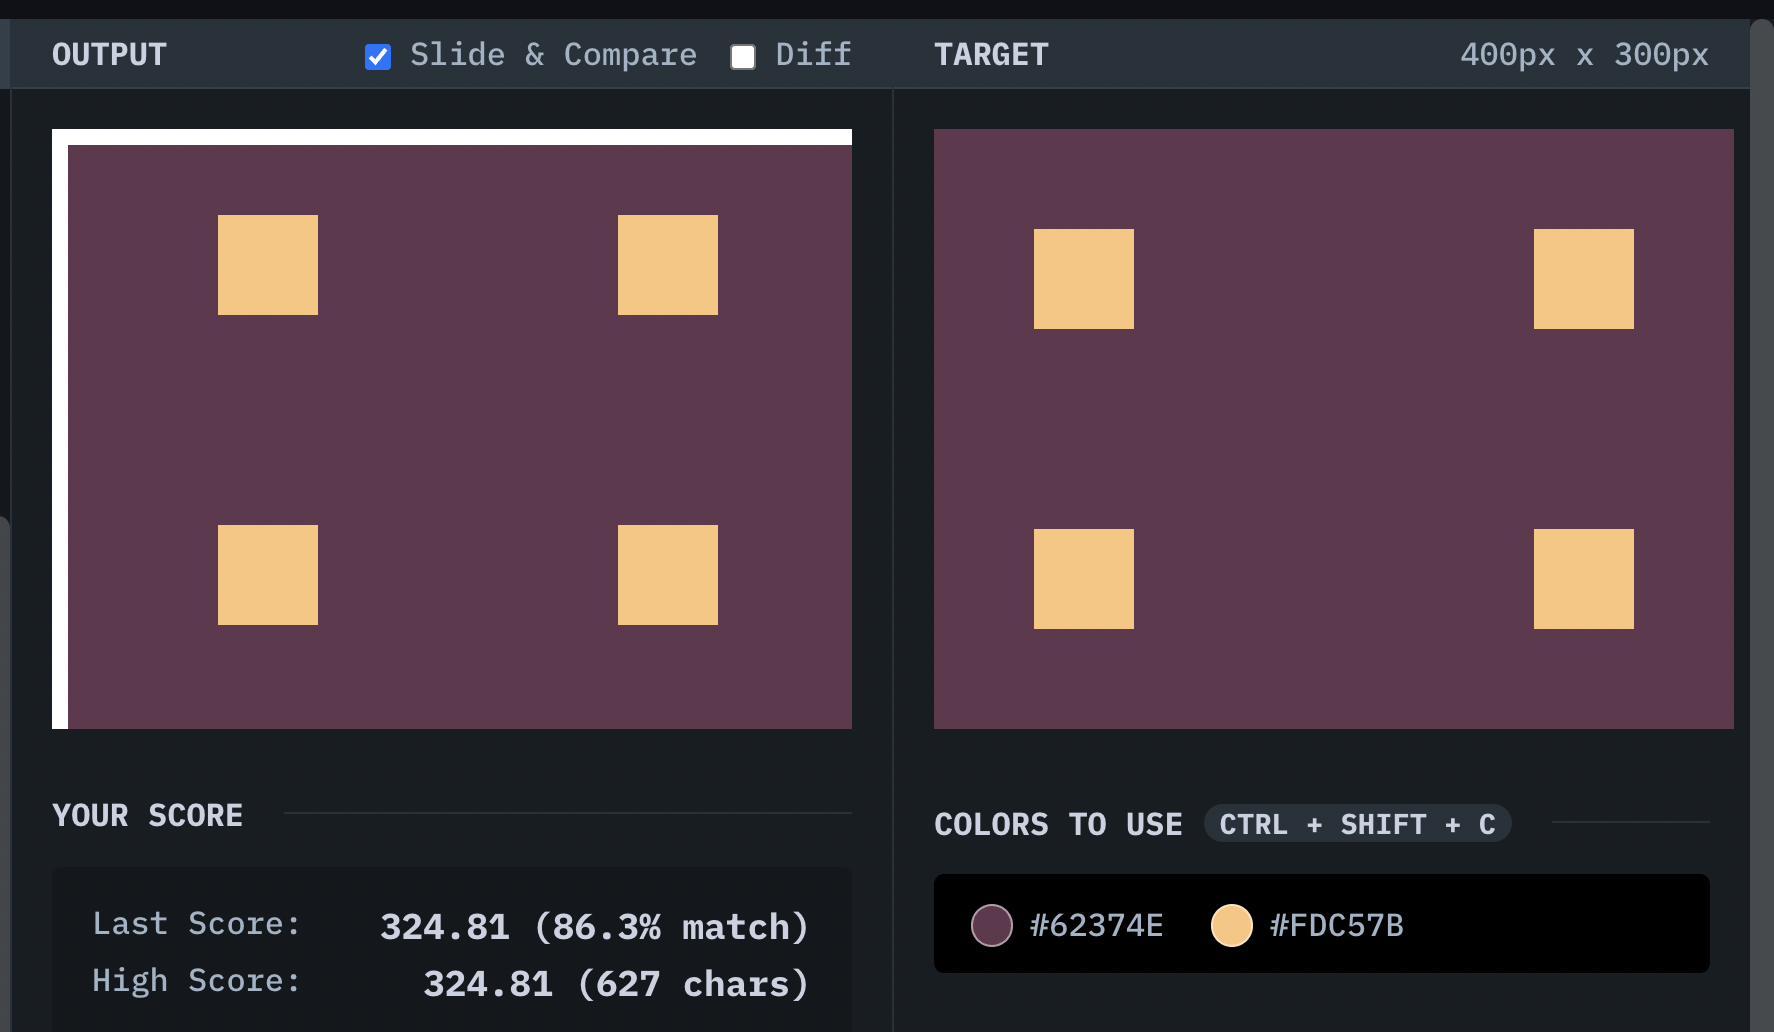 OUTPUT
Slide & Compare
Diff
TARGET
400px x 300px
YOUR SCORE
Last Score: 324.81 (86.3% match)
High Score: 324.81 (627 chars)
COLORS TO USE CTRL + SHIFT + C
#62374E #FDC57B